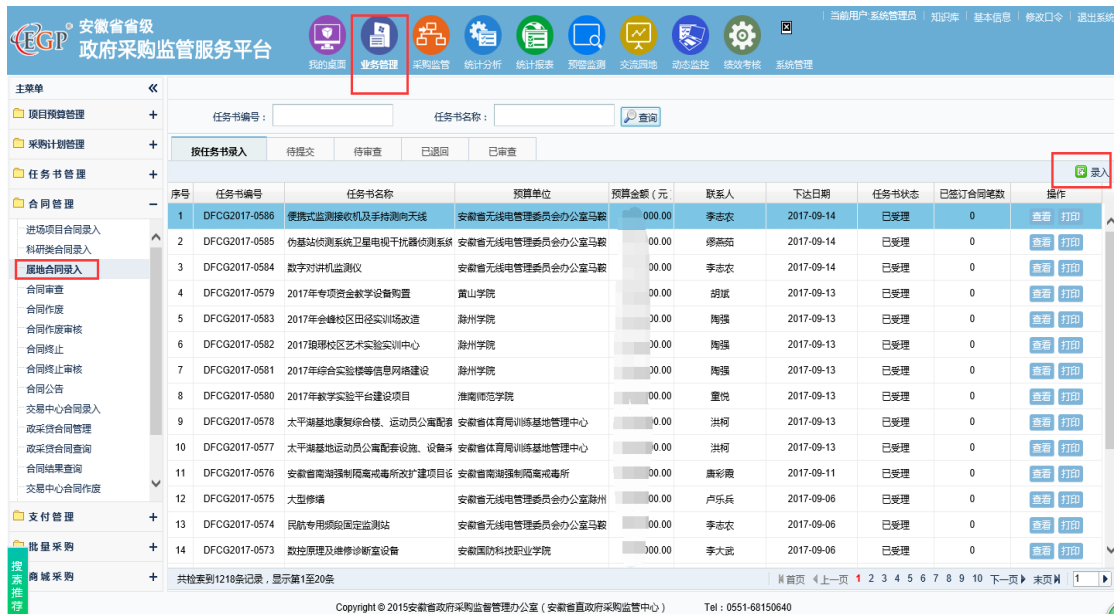 安徽省省级
政府采购监管服务平台
EGP
当前用户:系统管理员 | 知识库 | 基本信息 | 修改口令 | 退出系统
我的桌面 业务管理 采购监管 统计分析 统计报表 预警监测 交流园地 动态监控 绩效考核 系统管理
主菜单
项目预算管理
采购计划管理
任务书管理
合同管理
进场项目合同录入
科研类合同录入
属地合同录入
合同审查
合同作废
合同作废审核
合同终止
合同终止审核
合同公告
交易中心合同录入
政采贷合同管理
政采贷合同查询
合同结果查询
交易中心合同作废
支付管理
批量采购
商城采购
搜索推荐
任务书编号: 任务书名称: 查询
按任务书录入 待提交 待审查 已退回 已审查
录入
序号 任务书编号 任务书名称 预算单位 预算金额(元 联系人 下达日期 任务书状态 已签订合同笔数 操作
1 DFCG2017-0586 便携式监测接收机及手持测向天线 安徽省无线电管理委员会办公室马鞍 000.00 李志农 2017-09-14 已受理 0 查看 打印
2 DFCG2017-0585 伪基站侦测系统卫星电视干扰器侦测系统 安徽省无线电管理委员会办公室马鞍 00.00 缪燕茹 2017-09-14 已受理 0 查看 打印
3 DFCG2017-0584 数字对讲机监测仪 安徽省无线电管理委员会办公室马鞍 00.00 李志农 2017-09-14 已受理 0 查看 打印
4 DFCG2017-0579 2017年专项资金教学设备购置 黄山学院 00.00 胡斌 2017-09-13 已受理 0 查看 打印
5 DFCG2017-0583 2017年会峰校区田径实训场改造 滁州学院 00.00 陶强 2017-09-13 已受理 0 查看 打印
6 DFCG2017-0582 2017琅琊校区艺术实验实训中心 滁州学院 00.00 陶强 2017-09-13 已受理 0 查看 打印
7 DFCG2017-0581 2017年综合实验楼等信息网络建设 滁州学院 00.00 陶强 2017-09-13 已受理 0 查看 打印
8 DFCG2017-0580 2017年教学实验平台建设项目 淮南师范学院 00.00 童悦 2017-09-13 已受理 0 查看 打印
9 DFCG2017-0578 太平湖基地康复综合楼、运动员公寓配套 安徽省体育局训练基地管理中心 0.00 洪柯 2017-09-13 已受理 0 查看 打印
10 DFCG2017-0577 太平湖基地运动员公寓配套设施、设备采 安徽省体育局训练基地管理中心 0.00 洪柯 2017-09-13 已受理 0 查看 打印
11 DFCG2017-0576 安徽省南湖强制隔离戒毒所改扩建项目设 安徽省南湖强制隔离戒毒所 00.00 唐彩霞 2017-09-11 已受理 0 查看 打印
12 DFCG2017-0575 大型修缮 安徽省无线电管理委员会办公室滁州 00.00 卢乐兵 2017-09-06 已受理 0 查看 打印
13 DFCG2017-0574 民航专用频段固定监测站 安徽省无线电管理委员会办公室马鞍 00.00 李志农 2017-09-06 已受理 0 查看 打印
14 DFCG2017-0573 数控原理及维修诊断室设备 安徽国防科技职业学院 000.00 李大武 2017-09-06 已受理 0 查看 打印
共检索到1218条记录,显示第1至20条 首页 上一页 1 2 3 4 5 6 7 8 9 10 下一页 末页 1
Copyright © 2015安徽省政府采购监督管理办公室(安徽省直政府采购监管中心) Tel:0551-68150640